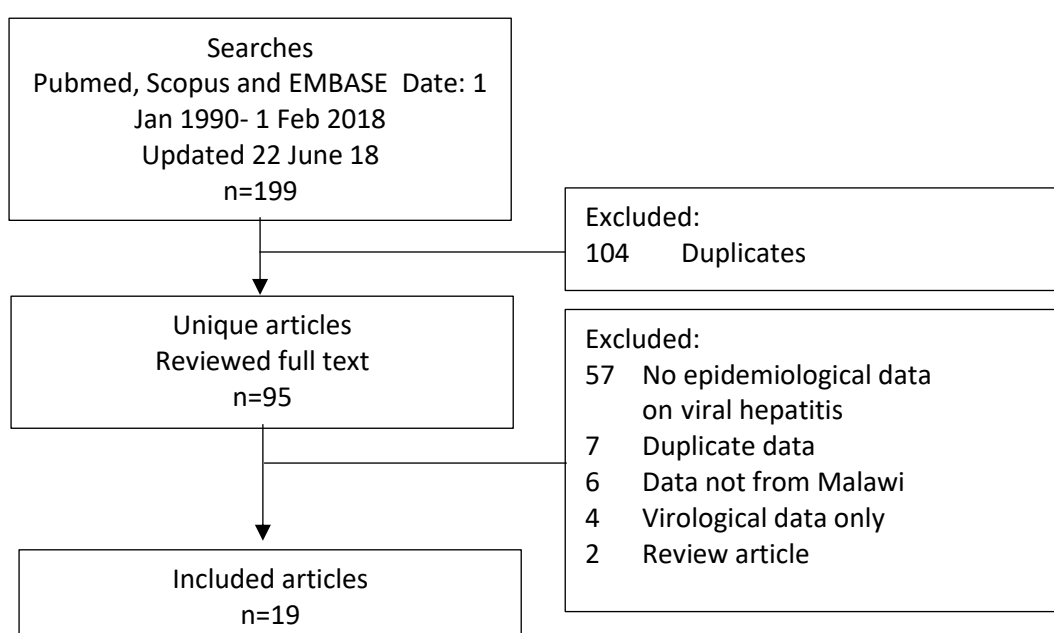 Searches
Pubmed, Scopus and EMBASE  Date: 1
Jan 1990- 1 Feb 2018
Updated 22 June 18
n=199
Excluded:
104 Duplicates
Unique articles
Reviewed full text
n=95
Excluded:
57 No epidemiological data
on viral hepatitis
7 Duplicate data
6 Data not from Malawi
4 Virological data only
2 Review article
Included articles
n=19